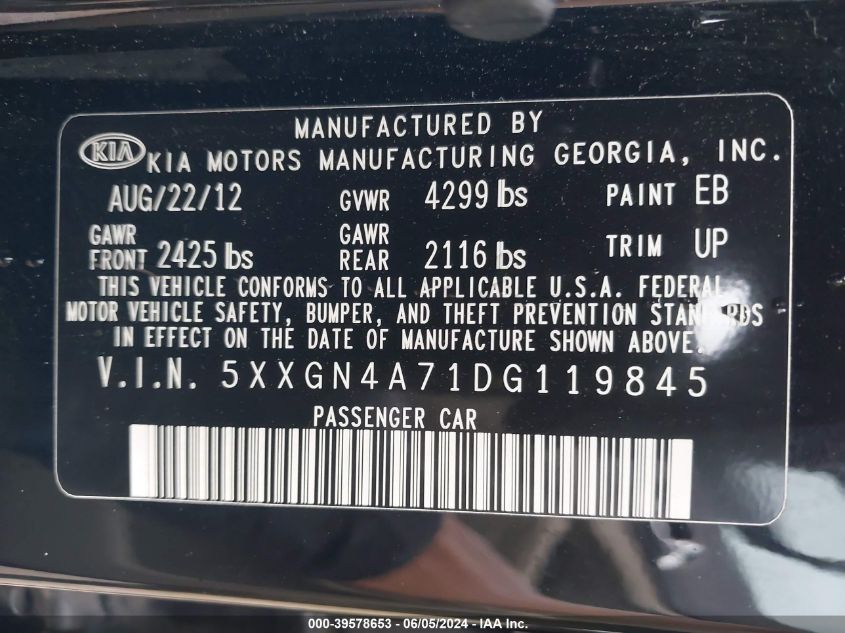 MANUFACTURED BY
KIA KIA MOTORS MANUFACTURING GEORGIA, INC.
AUG/22/12 GVWR 4299 lbs PAINT EB
GAWR FRONT 2425 lbs GAWR REAR 2116 lbs TRIM UP
THIS VEHICLE CONFORMS TO ALL APPLICABLE U.S.A. FEDERAL
MOTOR VEHICLE SAFETY, BUMPER, AND THEFT PREVENTION STANDARDS
IN EFFECT ON THE DATE OF MANUFACTURE SHOWN ABOVE.
V.I.N. 5XXGN4A71DG119845
PASSENGER CAR
000-39578653 - 06/05/2024 - IAA Inc.